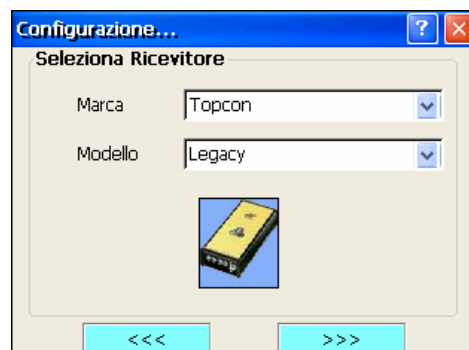 Configurazione...
?
Seleziona Ricevitore
Marca Topcon
Modello Legacy
<<< >>>